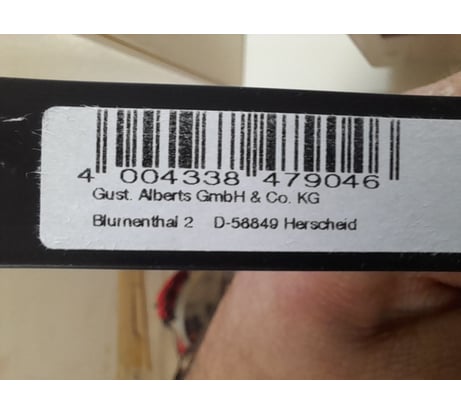 4 004338 479046
Gust. Alberts GmbH & Co. KG
Blumenthal 2 D-58849 Herscheid